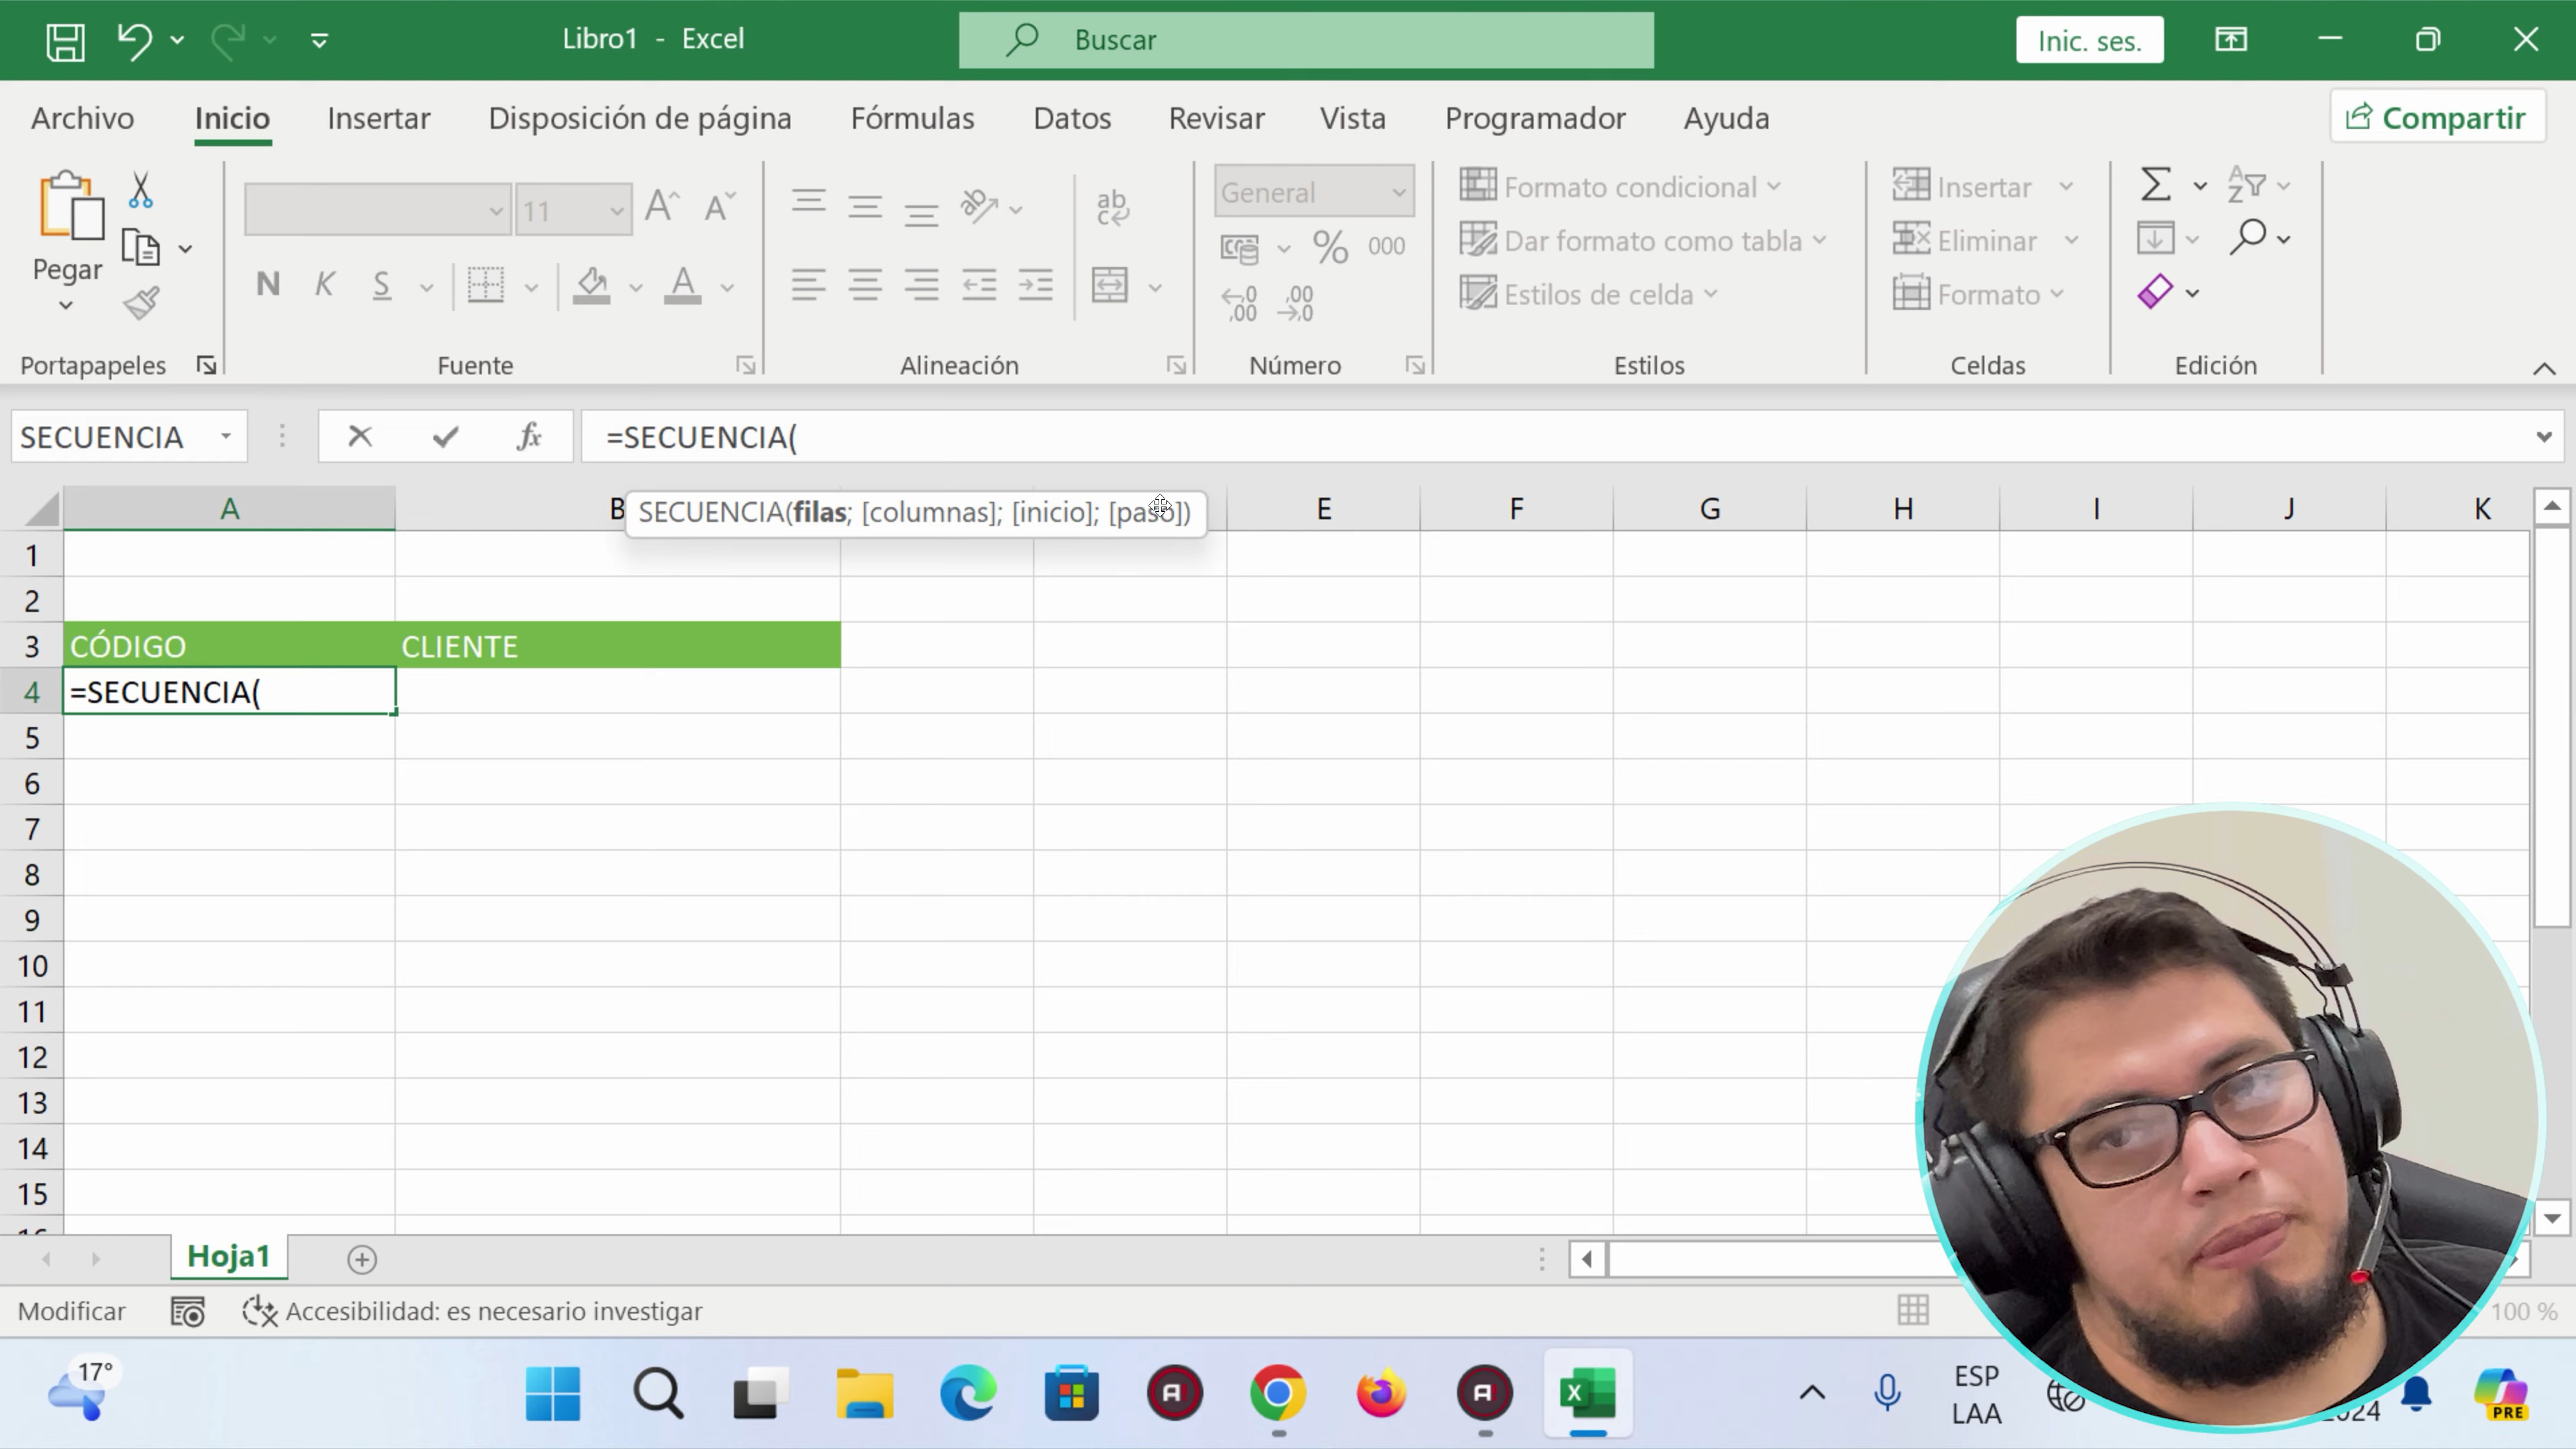 Libro1 - Excel
Buscar
Inic. ses.
Archivo Inicio Insertar Disposición de página Fórmulas Datos Revisar Vista Programador Ayuda
Compartir
Pegar
11
N K S
General
% 000
Formato condicional
Dar formato como tabla
Estilos de celda
Insertar
Eliminar
Formato
Portapapeles
Fuente
Alineación
Número
Estilos
Celdas
Edición
SECUENCIA
fx
=SECUENCIA(
A B E F G H I J K
SECUENCIA(filas; [columnas]; [inicio]; [paso])
1
2
3 CÓDIGO CLIENTE
4 =SECUENCIA(
5
6
7
8
9
10
11
12
13
14
15
Hoja1
Modificar
Accesibilidad: es necesario investigar
100 %
17°
ESP
LAA
2024
PRE